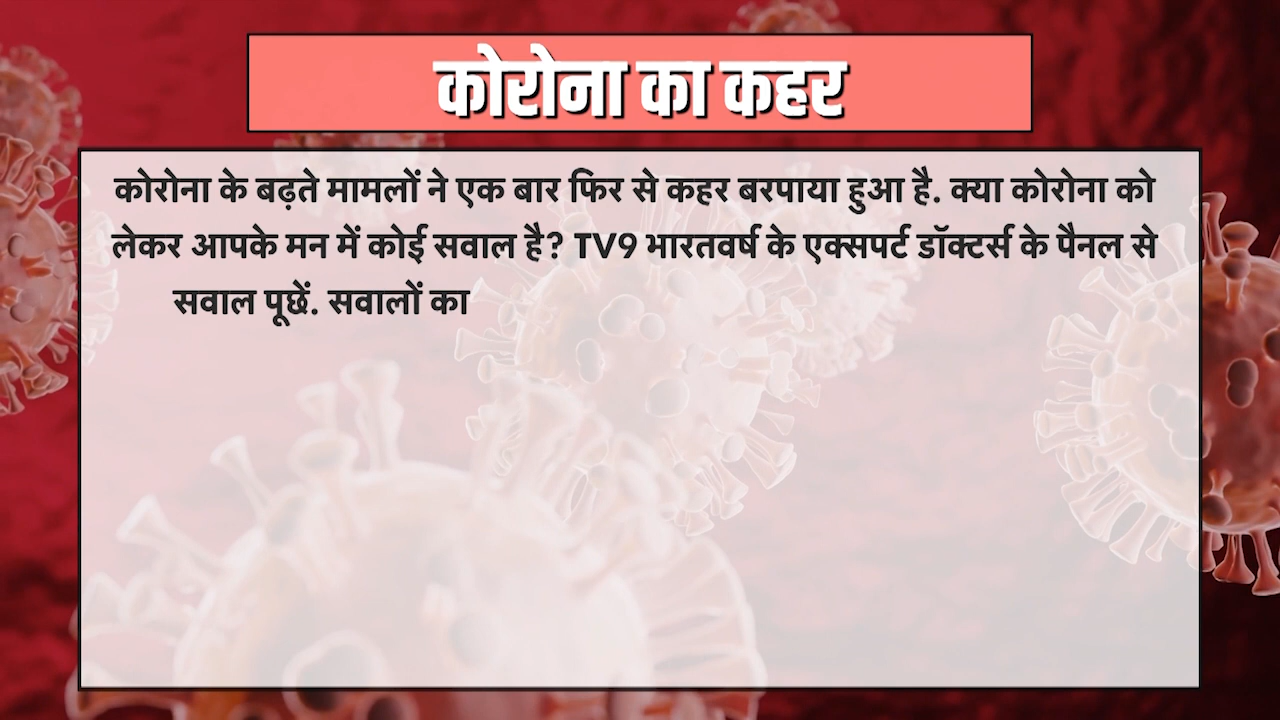 कोरोना का कहर
कोरोना के बढ़ते मामलों ने एक बार फिर से कहर बरपाया हुआ है. क्या कोरोना को
लेकर आपके मन में कोई सवाल है? TV9 भारतवर्ष के एक्सपर्ट डॉक्टर्स के पैनल से
सवाल पूछें. सवालों का